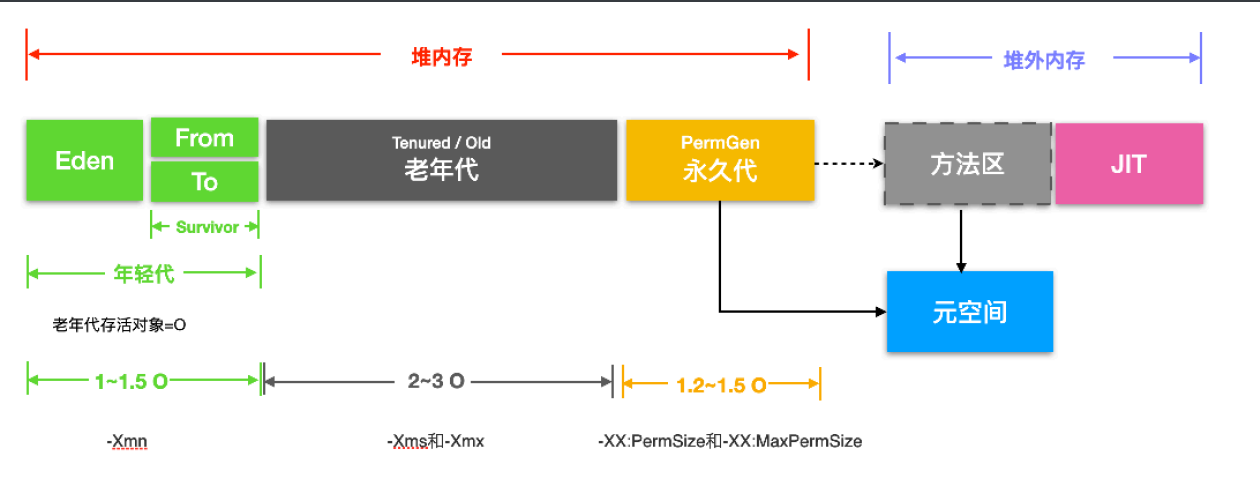 堆内存
堆外内存
Eden
From
To
Tenured / Old
老年代
PermGen
永久代
方法区
JIT
Survivor
年轻代
元空间
老年代存活对象=O
1~1.5 O
2~3 O
1.2~1.5 O
-Xmn
-Xms和-Xmx
-XX:PermSize和-XX:MaxPermSize